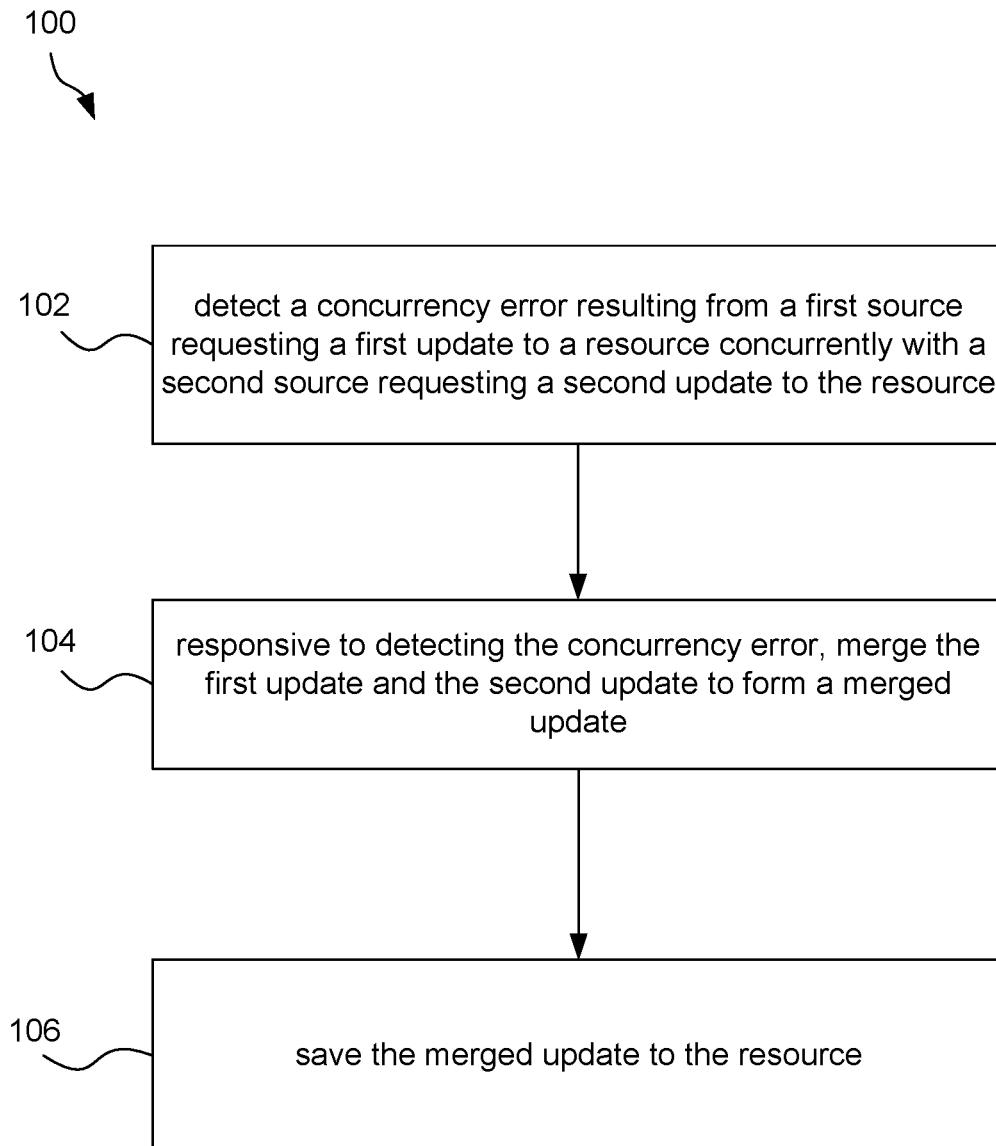 100
102
detect a concurrency error resulting from a first source
requesting a first update to a resource concurrently with a
second source requesting a second update to the resource
104
responsive to detecting the concurrency error, merge the
first update and the second update to form a merged
update
106
save the merged update to the resource